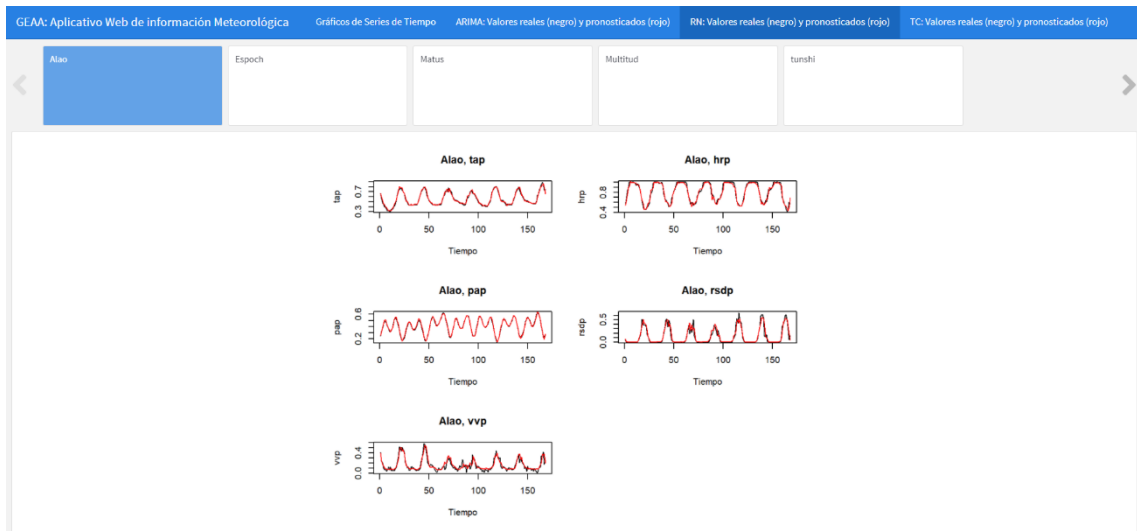 GEAA: Aplicativo Web de información Meteorológica
Gráficos de Series de Tiempo
ARIMA: Valores reales (negro) y pronosticados (rojo)
RN: Valores reales (negro) y pronosticados (rojo)
TC: Valores reales (negro) y pronosticados (rojo)
Alao
Espoch
Matus
Multitud
tunshi
Alao, tap
tap
0.3 0.7
0 50 100 150
Tiempo
Alao, hrp
hrp
0.4 0.8
0 50 100 150
Tiempo
Alao, pap
pap
0.2 0.6
0 50 100 150
Tiempo
Alao, rsdp
rsdp
0.0 0.5
0 50 100 150
Tiempo
Alao, vvp
vvp
0.0 0.4
0 50 100 150
Tiempo